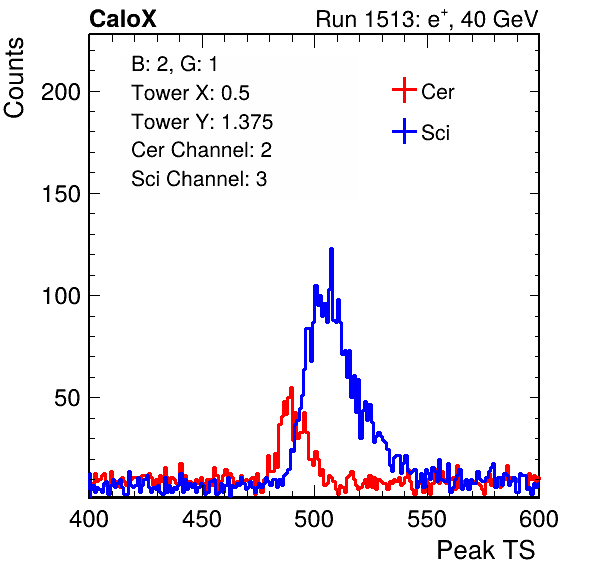 CaloX Run 1513: e⁺, 40 GeV
Counts
B: 2, G: 1
Tower X: 0.5
Tower Y: 1.375
Cer Channel: 2
Sci Channel: 3
Cer
Sci
200
150
100
50
400 450 500 550 600
Peak TS